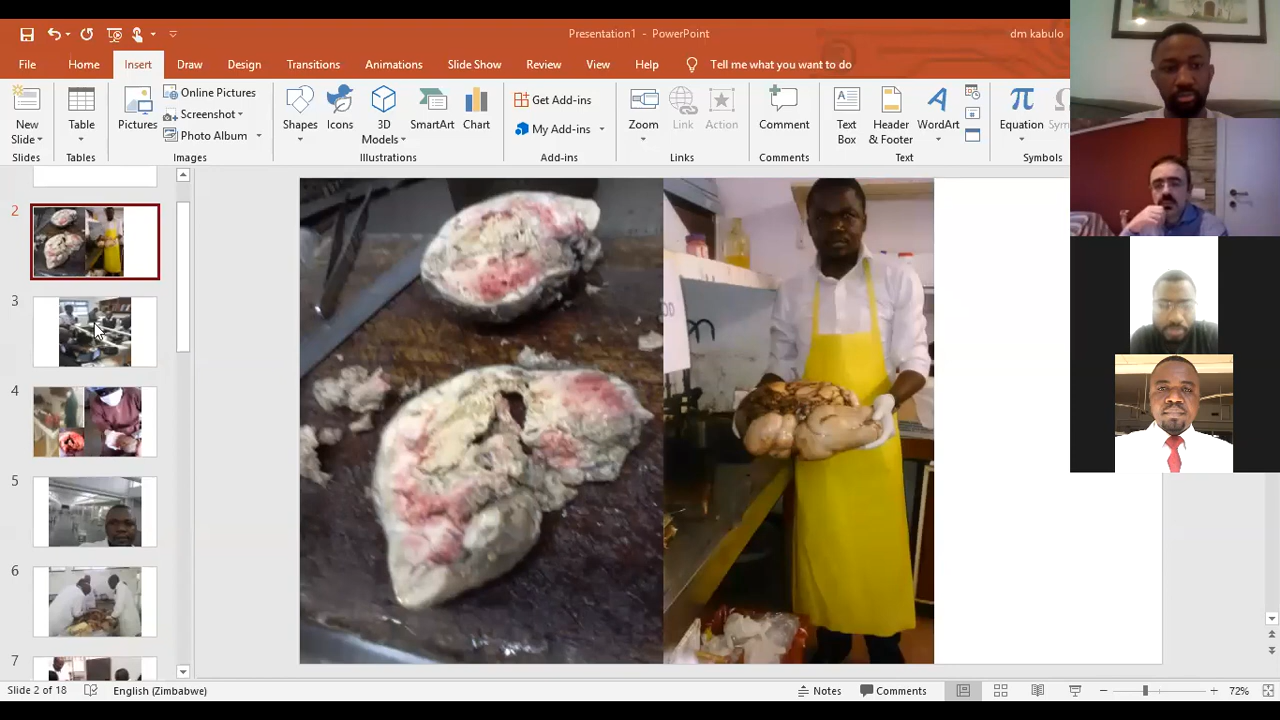 Presentation1 - PowerPoint
dm kabulo
File Home Insert Draw Design Transitions Animations Slide Show Review View Help Tell me what you want to do
New Slide
Slides
Table
Tables
Pictures
Online Pictures
Screenshot
Photo Album
Images
Shapes
Icons
3D Models
SmartArt
Chart
Illustrations
Get Add-ins
My Add-ins
Add-ins
Zoom
Link
Action
Links
Comment
Comments
Text Box
Header & Footer
WordArt
Text
Equation
Symbols
2
3
4
5
6
7
Slide 2 of 18
English (Zimbabwe)
Notes
Comments
72%